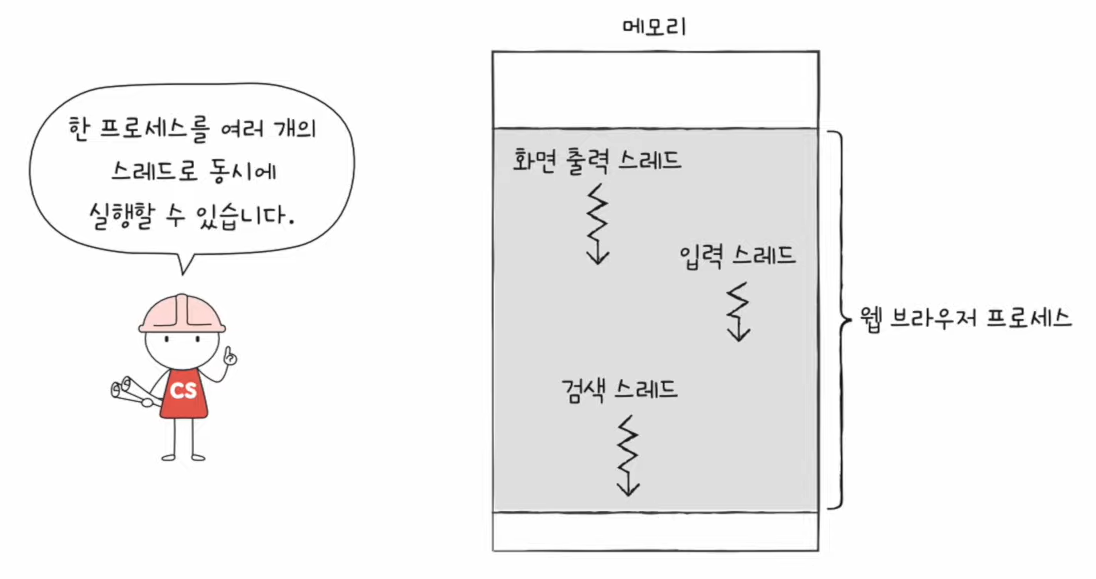 메모리
한 프로세스를 여러 개의
스레드로 동시에
실행할 수 있습니다.
CS
화면 출력 스레드
입력 스레드
검색 스레드
웹 브라우저 프로세스